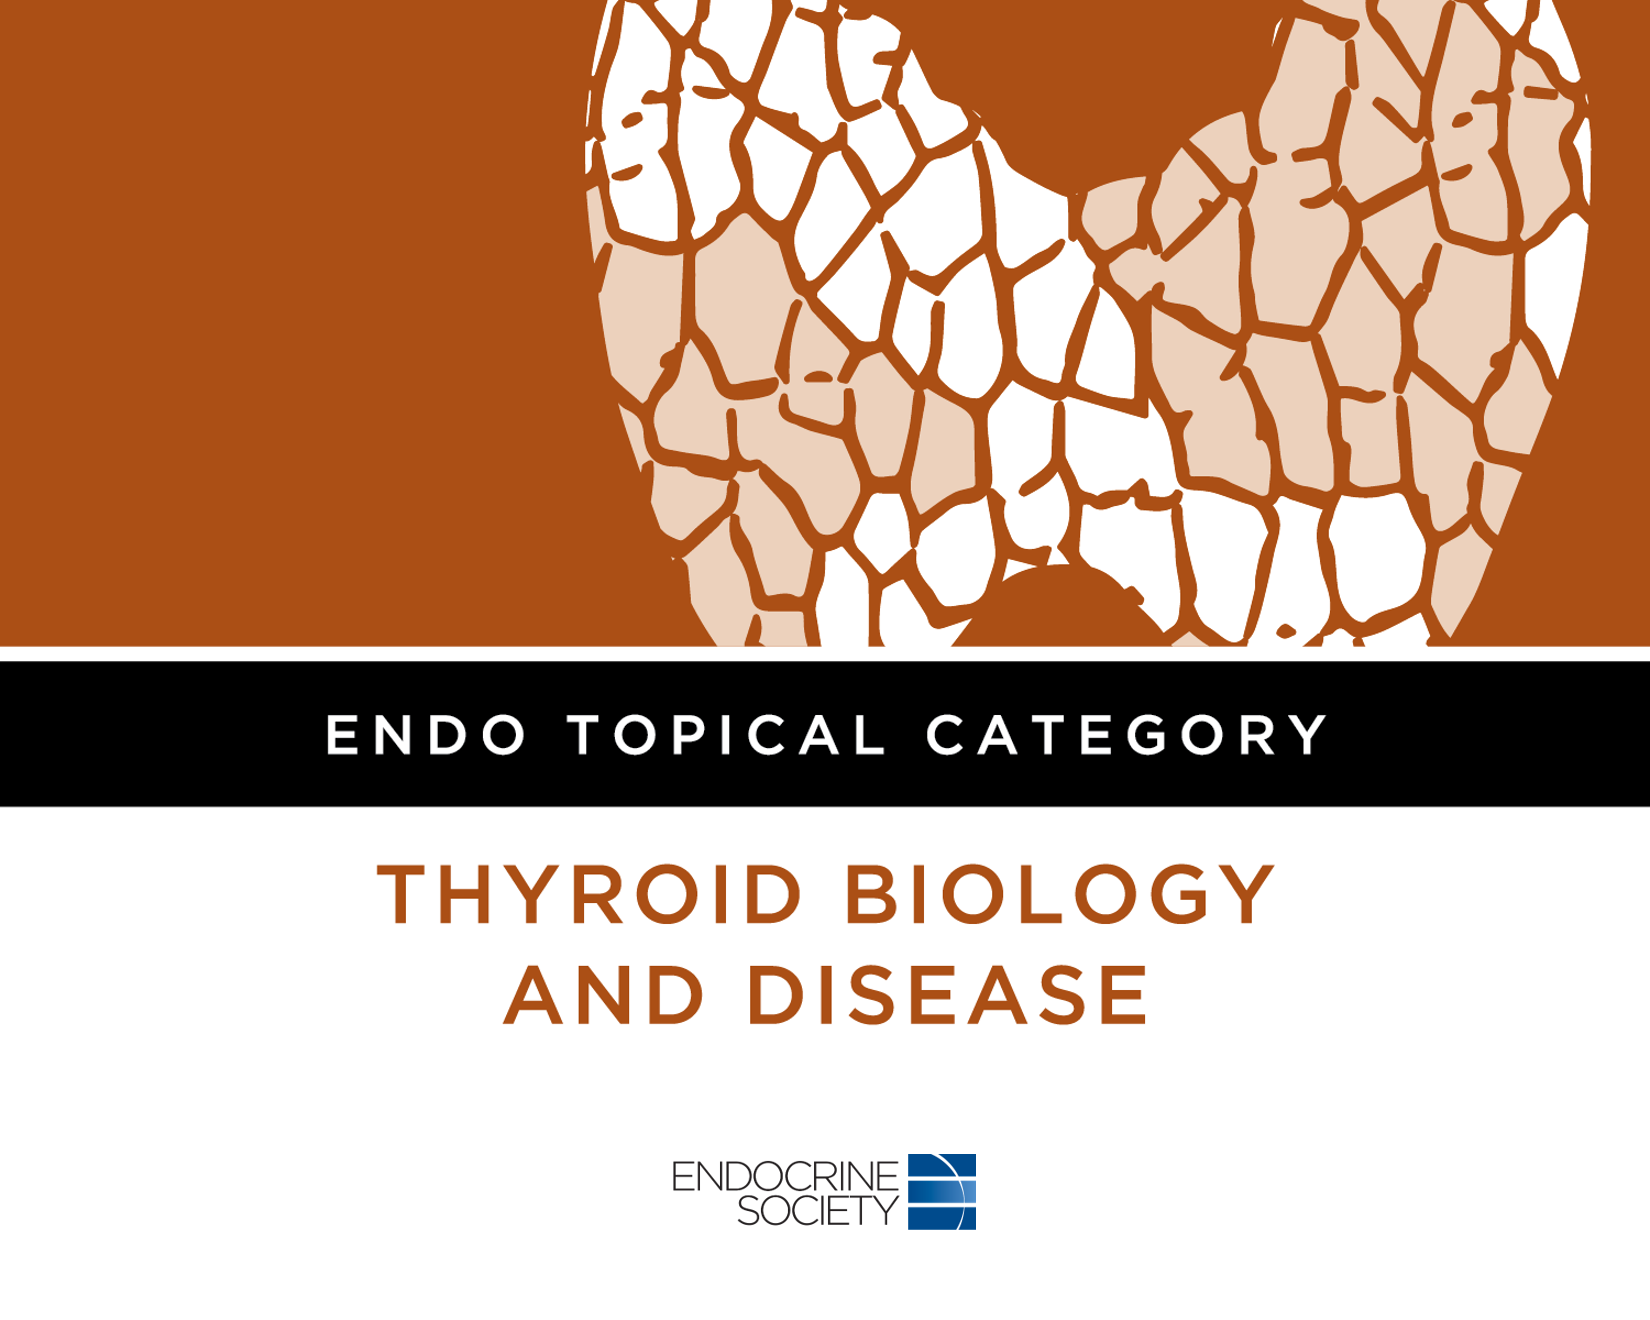 ENDO TOPICAL CATEGORY
THYROID BIOLOGY
AND DISEASE
ENDOCRINE
SOCIETY